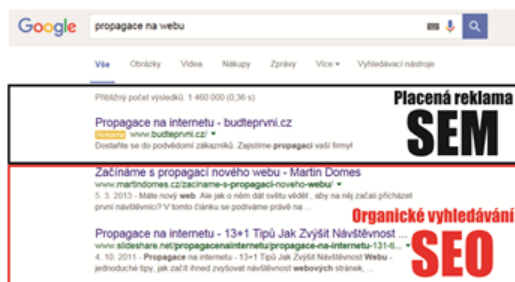 Google propagace na webu
Vše Obrázky Videa Nákupy Zprávy Více Vyhledávací nástroje
Přibližný počet výsledků: 1 460 000 (0,36 s)
Placená reklama
SEM
Propagace na internetu - budteprvni.cz
Reklama www.budteprvni.cz/
Dostaňte se do podvědomí zákazníků. Zajistíme propagaci vaší firmy!
Začínáme s propagací nového webu - Martin Domes
www.martindomes.cz/zaciname-s-propagaci-noveho-webu/
5. 3. 2013 - Máte nový web. Ale jak o něm dát světu vědět, aby na něj začali přicházet
první návštěvníci? V tomto článku se podíváme právě na ...
Organické vyhledávání
SEO
Propagace na internetu - 13+1 Tipů Jak Zvýšit Návštěvnost ...
www.slideshare.net/propagacenainternetu/propagace-na-internetu-131-ti...
4. 10. 2011 - Propagace na internetu - 13+1 Tipů Jak Zvýšit Návštěvnost Webu -
jednoduché tipy, jak začít ihned zvyšovat návštěvnost webových stránek, ...